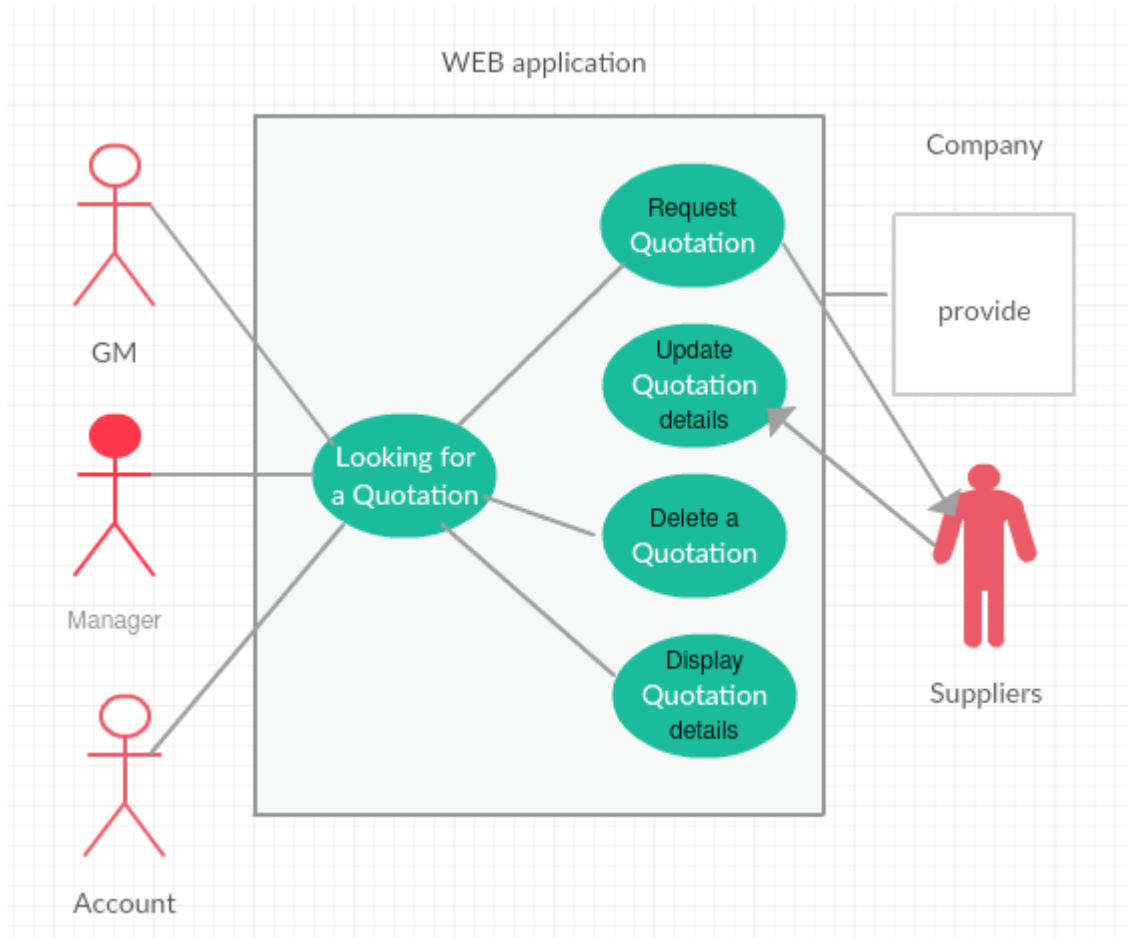 WEB application
Company
Request
Quotation
provide
Update
Quotation
details
GM
Looking for
a Quotation
Delete a
Quotation
Manager
Display
Quotation
details
Suppliers
Account